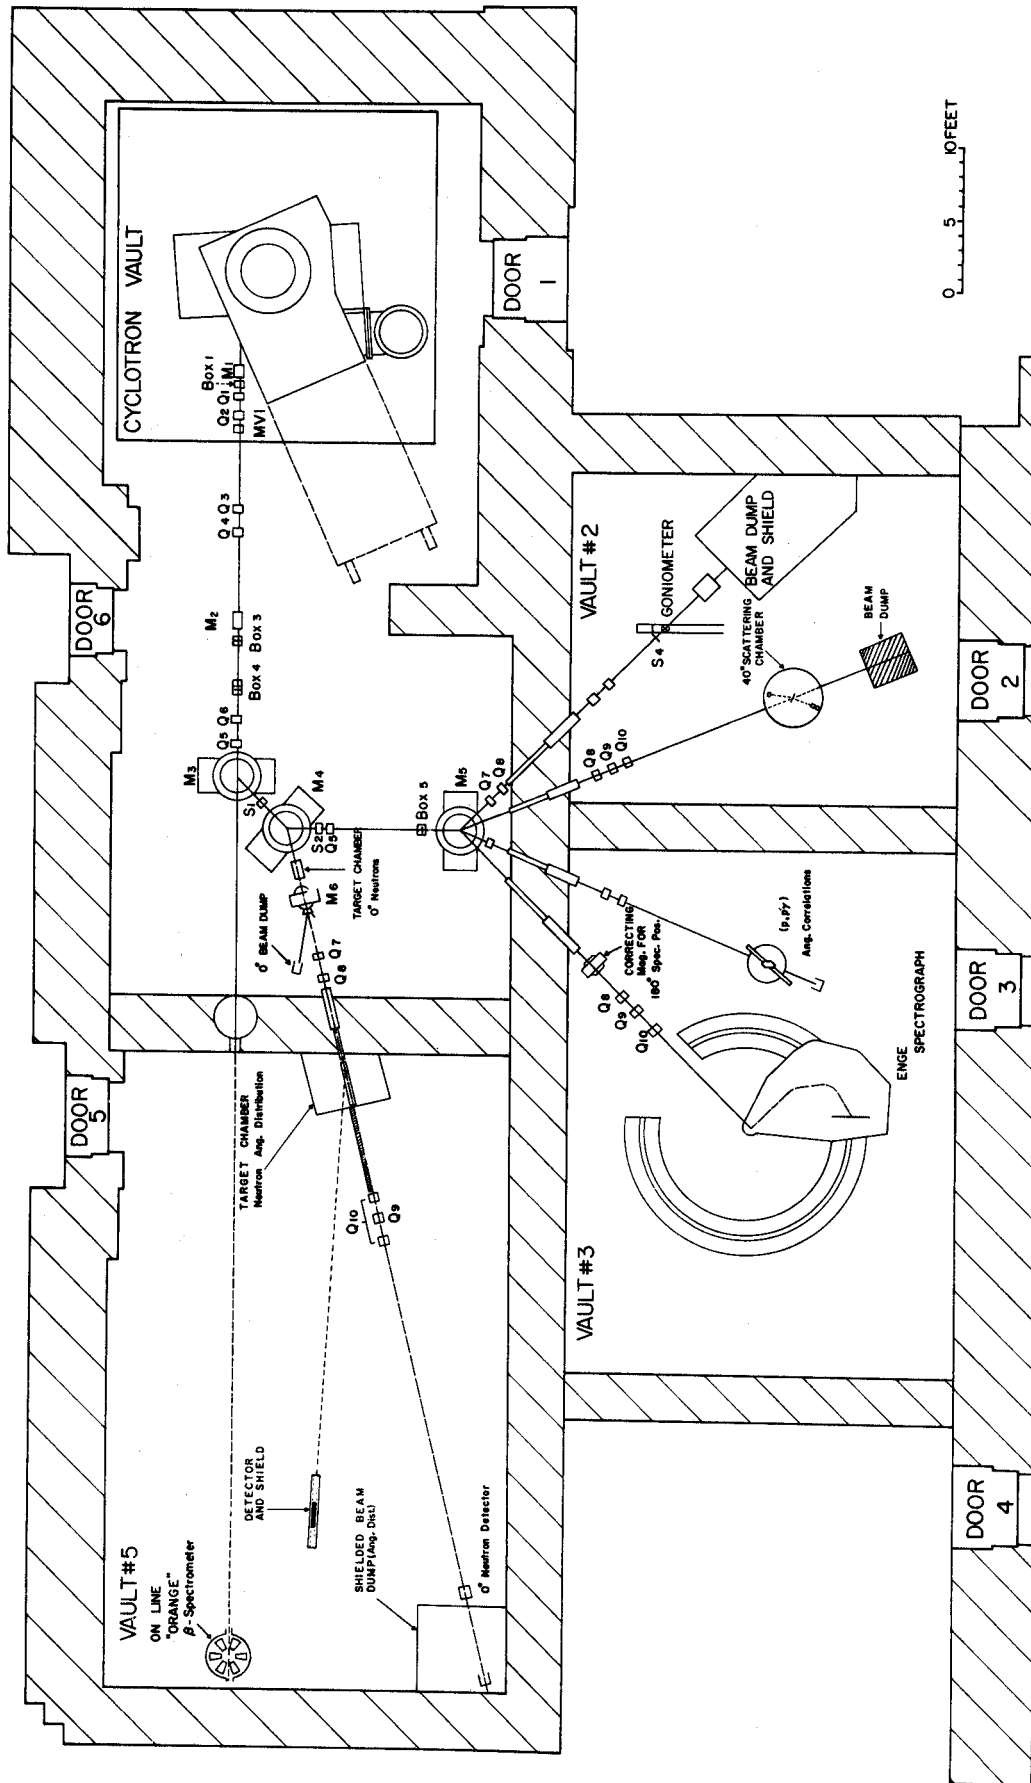 CYCLOTRON VAULT
DOOR
1
0 5 10 FEET
Box 1
M1
Q2 Q1
MV1
Q4 Q3
DOOR
6
M2
Box 3
Box 4
Q5 Q6
M3
S1
M4
S2
Q5
Box 5
M5
Q7
Q8
TARGET CHAMBER
0° Neutrons
M6
0° BEAM DUMP
Q7
Q8
VAULT #2
GONIOMETER
S4
BEAM DUMP
AND SHIELD
40" SCATTERING
CHAMBER
BEAM
DUMP
Q8
Q9
Q10
DOOR
2
CORRECTING
Mag. FOR
180° Spec. Pos.
Q8
Q9
Q10
(p,p'γ)
Ang. Correlations
ENGE
SPECTROGRAPH
VAULT #3
DOOR
3
DOOR
4
DOOR
5
TARGET CHAMBER
Neutron Ang. Distribution
Q10
Q9
DETECTOR
AND SHIELD
SHIELDED BEAM
DUMP (Ang. Dist.)
0° Neutron Detector
VAULT #5
ON LINE
"ORANGE"
β-Spectrometer